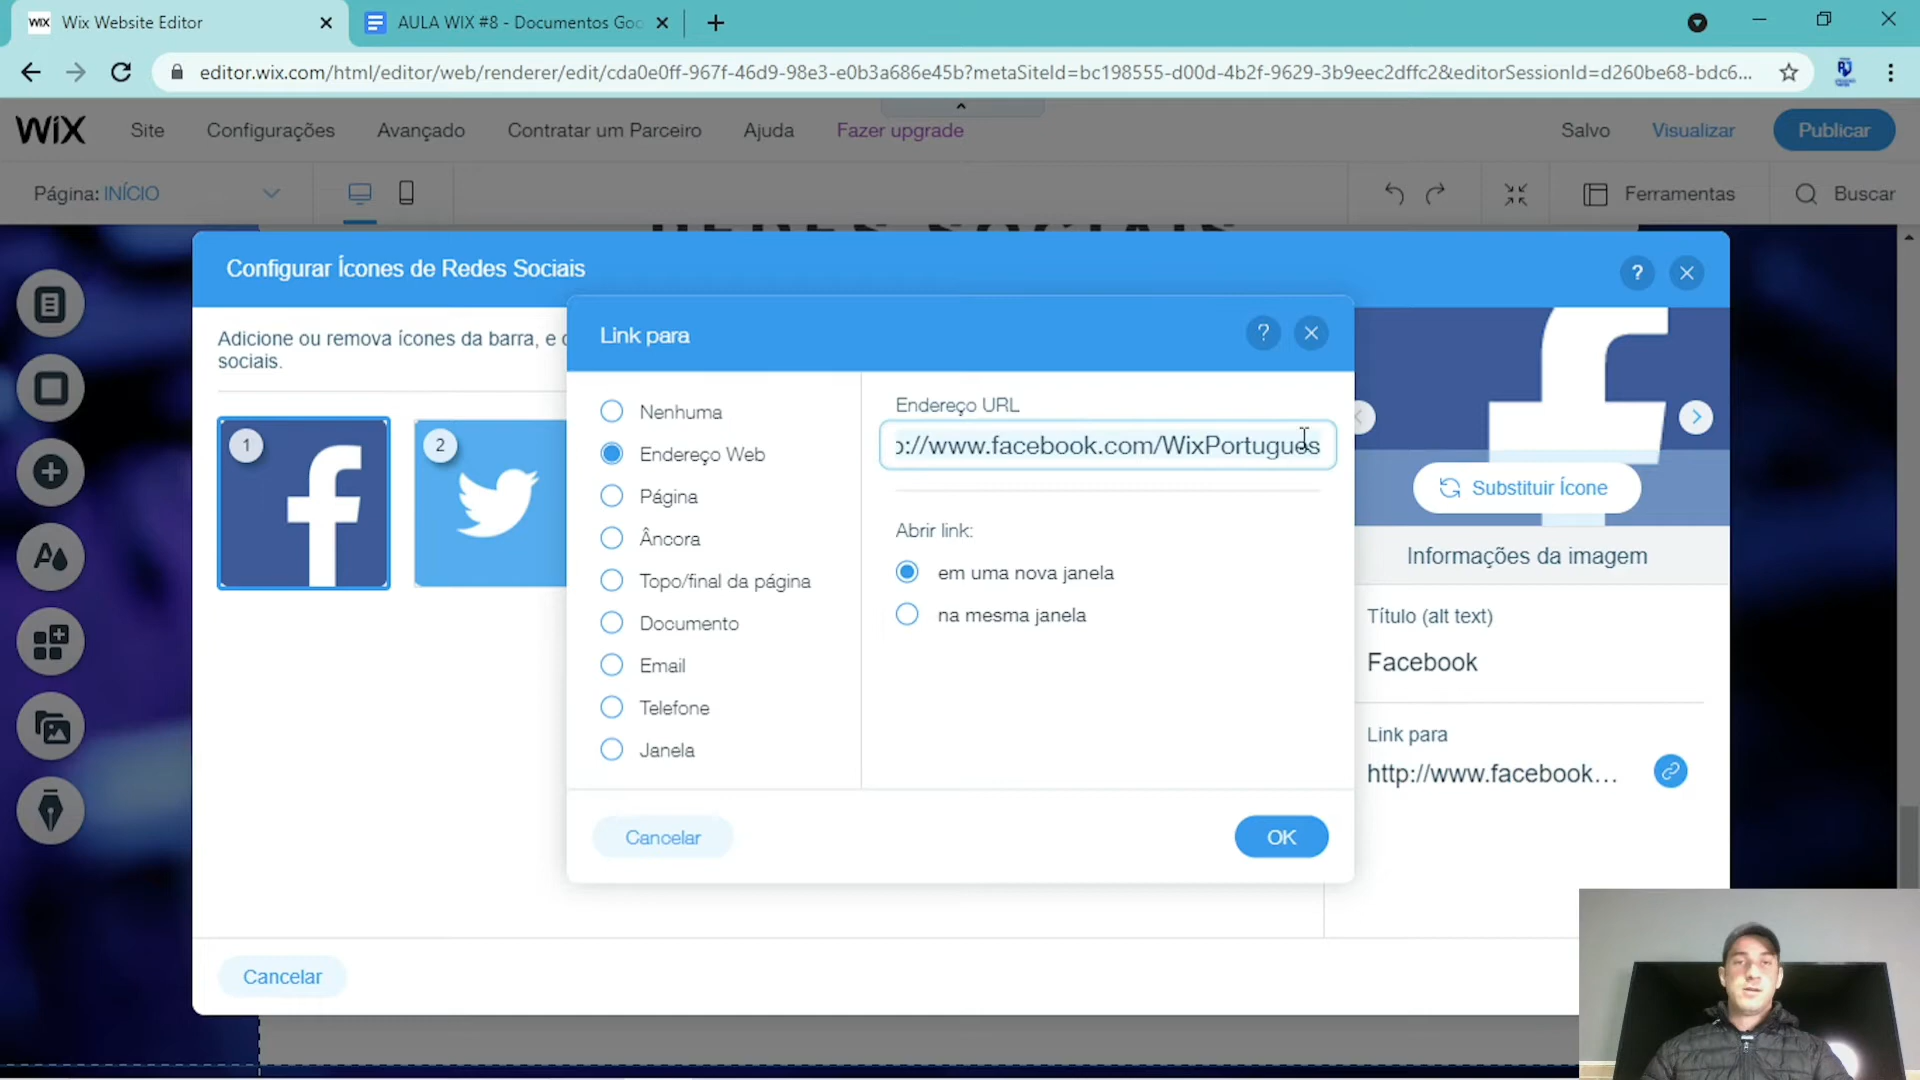 WIX Wix Website Editor
AULA WIX #8 - Documentos Goo
editor.wix.com/html/editor/web/renderer/edit/cda0e0ff-967f-46d9-98e3-e0b3a686e45b?metaSiteId=bc198555-d00d-4b2f-9629-3b9eec2dffc2&editorSessionId=d260be68-bdc6...
WiX Site Configurações Avançado Contratar um Parceiro Ajuda Fazer upgrade Salvo Visualizar Publicar
Página: INÍCIO Ferramentas Buscar
REDES SOCIAIS
Configurar Ícones de Redes Sociais ?
Adicione ou remova ícones da barra, e
sociais.
1
2
Link para ?
Nenhuma
Endereço Web
Página
Âncora
Topo/final da página
Documento
Email
Telefone
Janela
Endereço URL
://www.facebook.com/WixPortugues
Abrir link:
em uma nova janela
na mesma janela
Cancelar
OK
Substituir Ícone
Informações da imagem
Título (alt text)
Facebook
Link para
http://www.facebook...
Cancelar